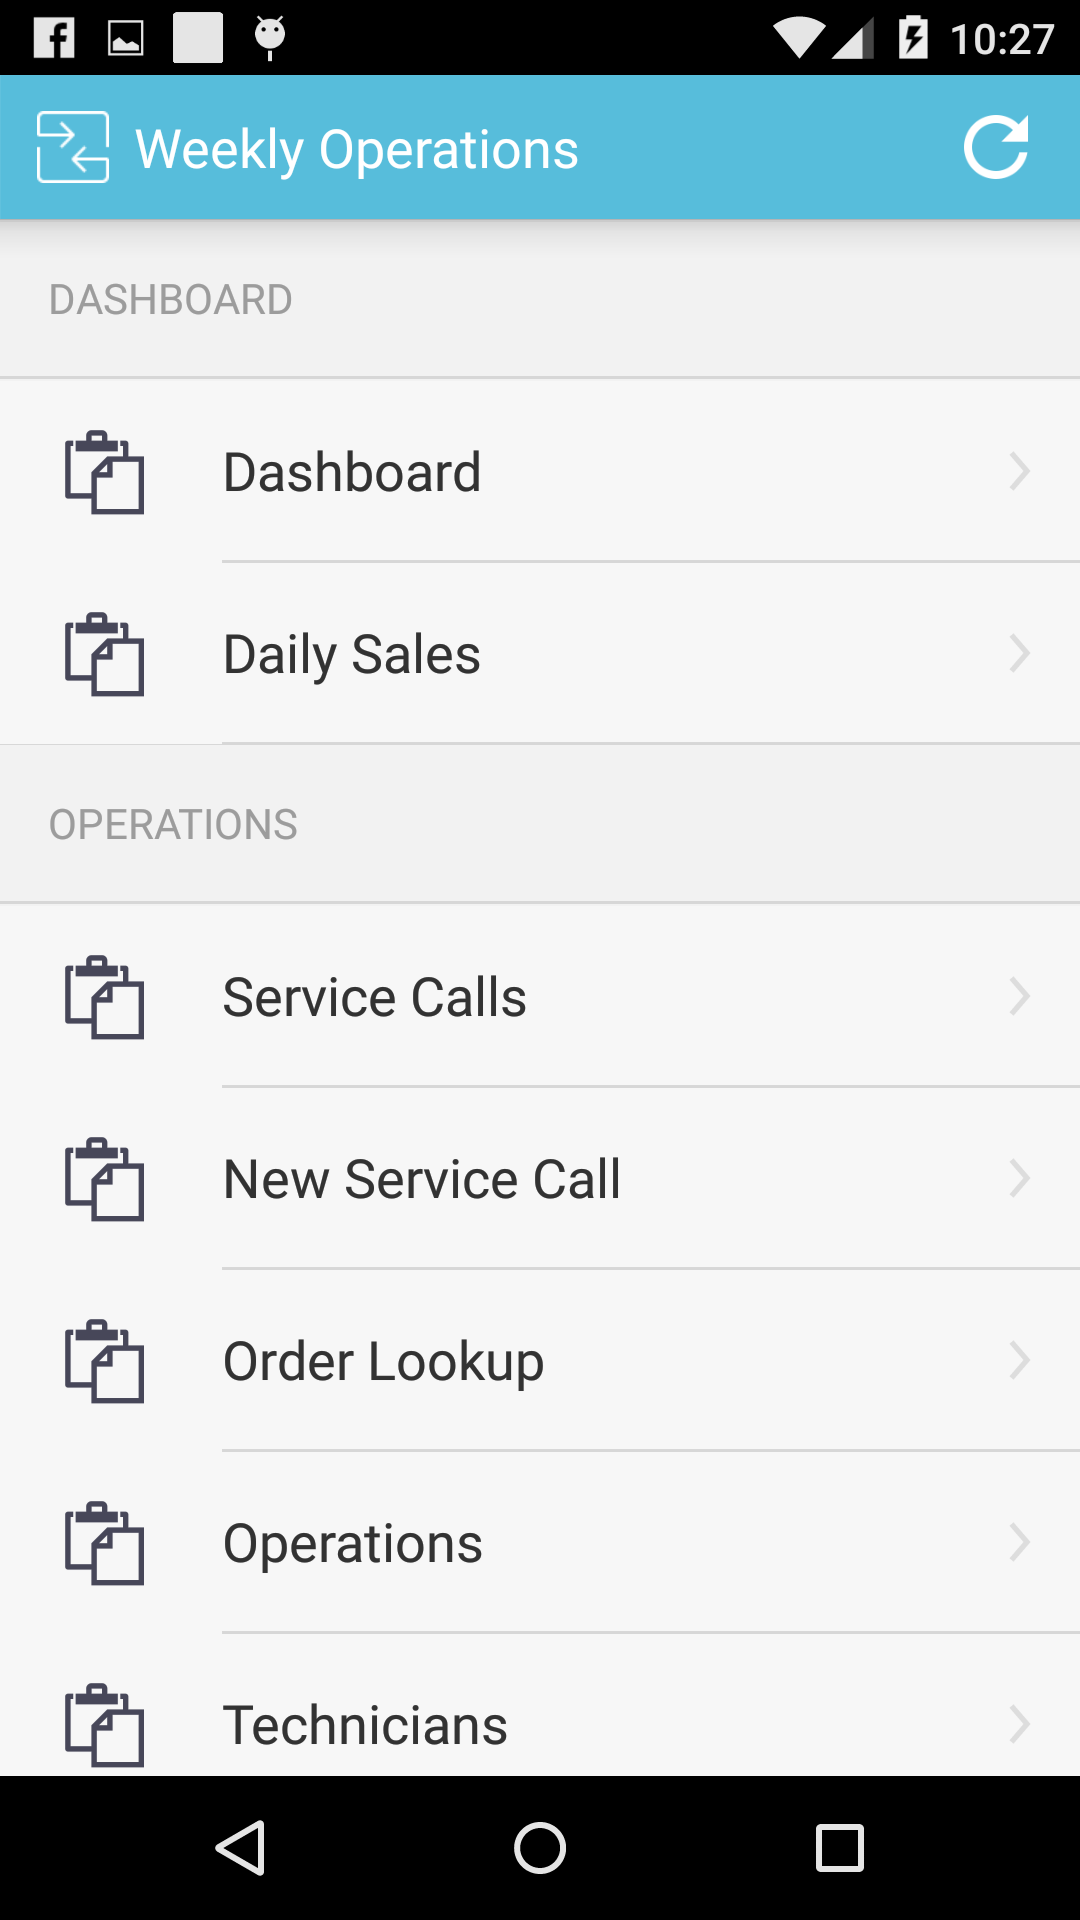 10:27
Weekly Operations
DASHBOARD
Dashboard
Daily Sales
OPERATIONS
Service Calls
New Service Call
Order Lookup
Operations
Technicians